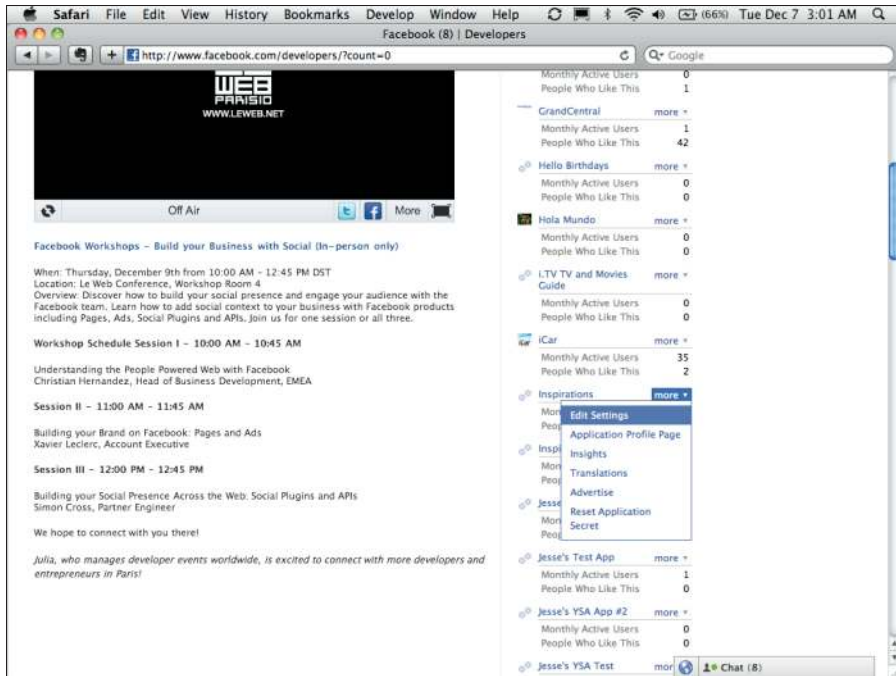 Safari File Edit View History Bookmarks Develop Window Help (66%) Tue Dec 7 3:01 AM
Facebook (8) | Developers
http://www.facebook.com/developers/?count=0
Google
WEB
PARIS10
WWW.LEWEB.NET
Off Air
More
Facebook Workshops – Build your Business with Social (In-person only)
When: Thursday, December 9th from 10:00 AM - 12:45 PM DST
Location: Le Web Conference, Workshop Room 4
Overview: Discover how to build your social presence and engage your audience with the
Facebook team. Learn how to add social context to your business with Facebook products
including Pages, Ads, Social Plugins and APIs. Join us for one session or all three.
Workshop Schedule Session I – 10:00 AM – 10:45 AM
Understanding the People Powered Web with Facebook
Christian Hernandez, Head of Business Development, EMEA
Session II – 11:00 AM – 11:45 AM
Building your Brand on Facebook: Pages and Ads
Xavier Leclerc, Account Executive
Session III – 12:00 PM – 12:45 PM
Building your Social Presence Across the Web: Social Plugins and APIs
Simon Cross, Partner Engineer
We hope to connect with you there!
Julia, who manages developer events worldwide, is excited to connect with more developers and
entrepreneurs in Paris!
Monthly Active Users 0
People Who Like This 1
GrandCentral more
Monthly Active Users 1
People Who Like This 42
Hello Birthdays more
Monthly Active Users 0
People Who Like This 0
Hola Mundo more
Monthly Active Users 0
People Who Like This 0
i.TV TV and Movies more
Guide
Monthly Active Users 0
People Who Like This 0
iCar more
Monthly Active Users 35
People Who Like This 2
Inspirations more
Edit Settings
Application Profile Page
Insights
Translations
Advertise
Reset Application
Secret
Jesse's Test App more
Monthly Active Users 1
People Who Like This 0
Jesse's YSA App #2 more
Monthly Active Users 0
People Who Like This 0
Jesse's YSA Test
Chat (8)